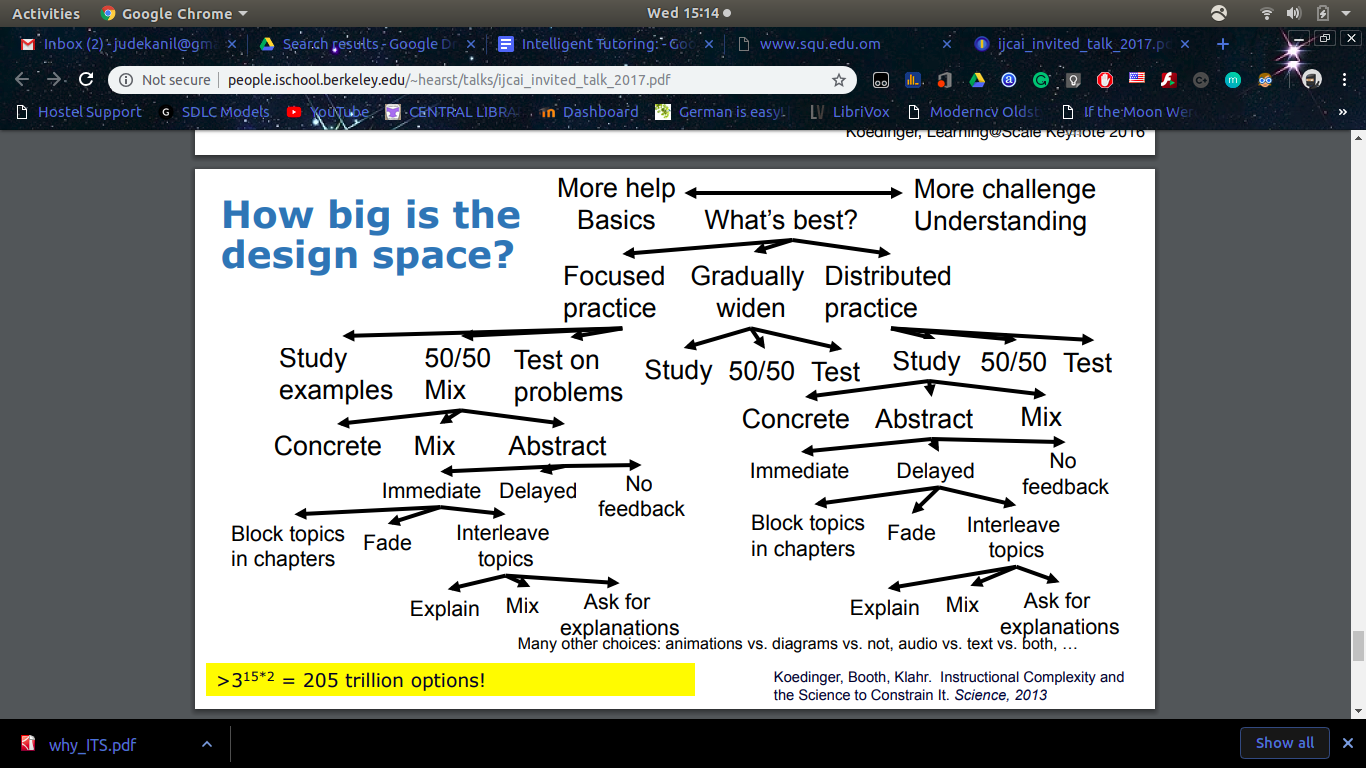 Activities Google Chrome Wed 15:14
Inbox (2) - judekanil@gma
Search results - Google Dr
Intelligent Tutoring: - Goo
www.squ.edu.om
ijcai_invited_talk_2017.pd
Not secure | people.ischool.berkeley.edu/~hearst/talks/ijcai_invited_talk_2017.pdf
Hostel Support SDLC Models YouTube CENTRAL LIBRA Dashboard German is easy! LibriVox Moderncv Oldst If the Moon Wer »
Koedinger, Learning@Scale Keynote 2016
How big is the
design space?
More help More challenge
Basics What's best? Understanding
Focused Gradually Distributed
practice widen practice
Study 50/50 Test on
examples Mix problems
Study 50/50 Test
Study 50/50 Test
Concrete Mix Abstract
Concrete Abstract Mix
Immediate Delayed No
feedback
Immediate Delayed No
feedback
Block topics Fade Interleave
in chapters topics
Block topics Fade Interleave
in chapters topics
Explain Mix Ask for
explanations
Explain Mix Ask for
explanations
Many other choices: animations vs. diagrams vs. not, audio vs. text vs. both, …
>3¹⁵*² = 205 trillion options!
Koedinger, Booth, Klahr. Instructional Complexity and
the Science to Constrain It. Science, 2013
why_ITS.pdf
Show all